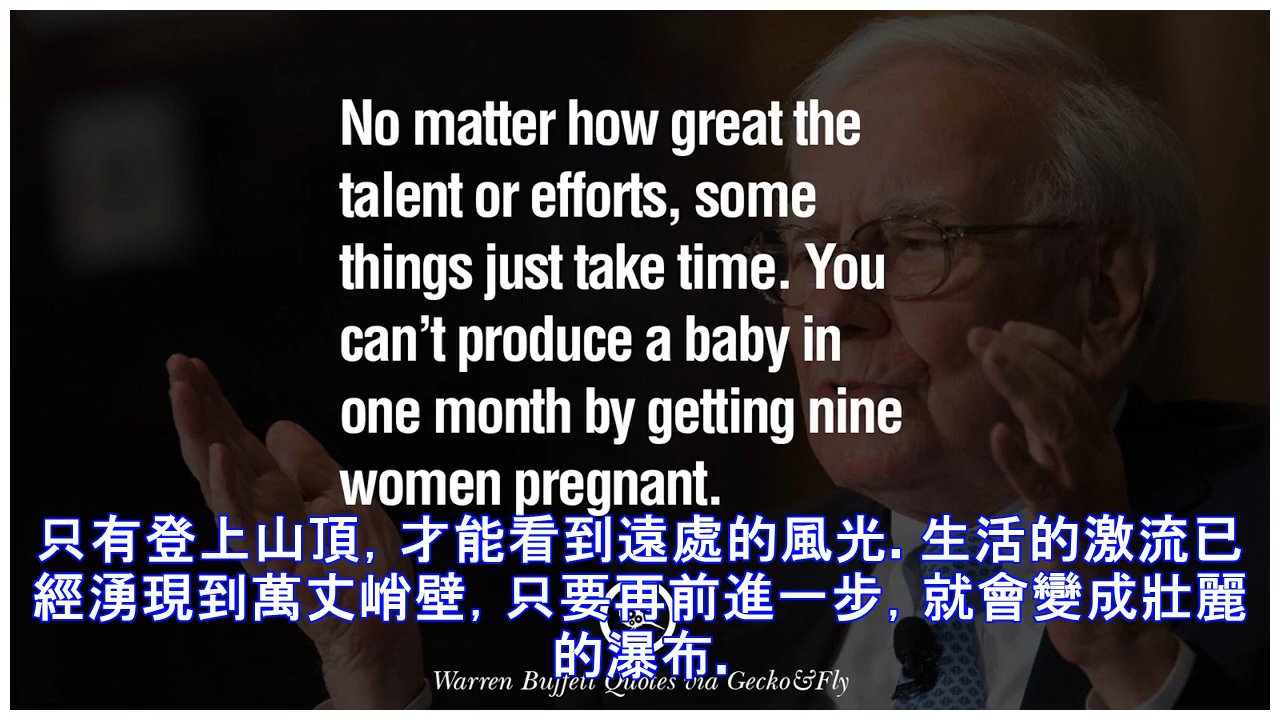 No matter how great the
talent or efforts, some
things just take time. You
can’t produce a baby in
one month by getting nine
women pregnant.
只有登上山頂, 才能看到遠處的風光. 生活的激流已
經湧現到萬丈峭壁, 只要再前進一步, 就會變成壯麗
的瀑布.
Warren Buffett Quotes via Gecko&Fly